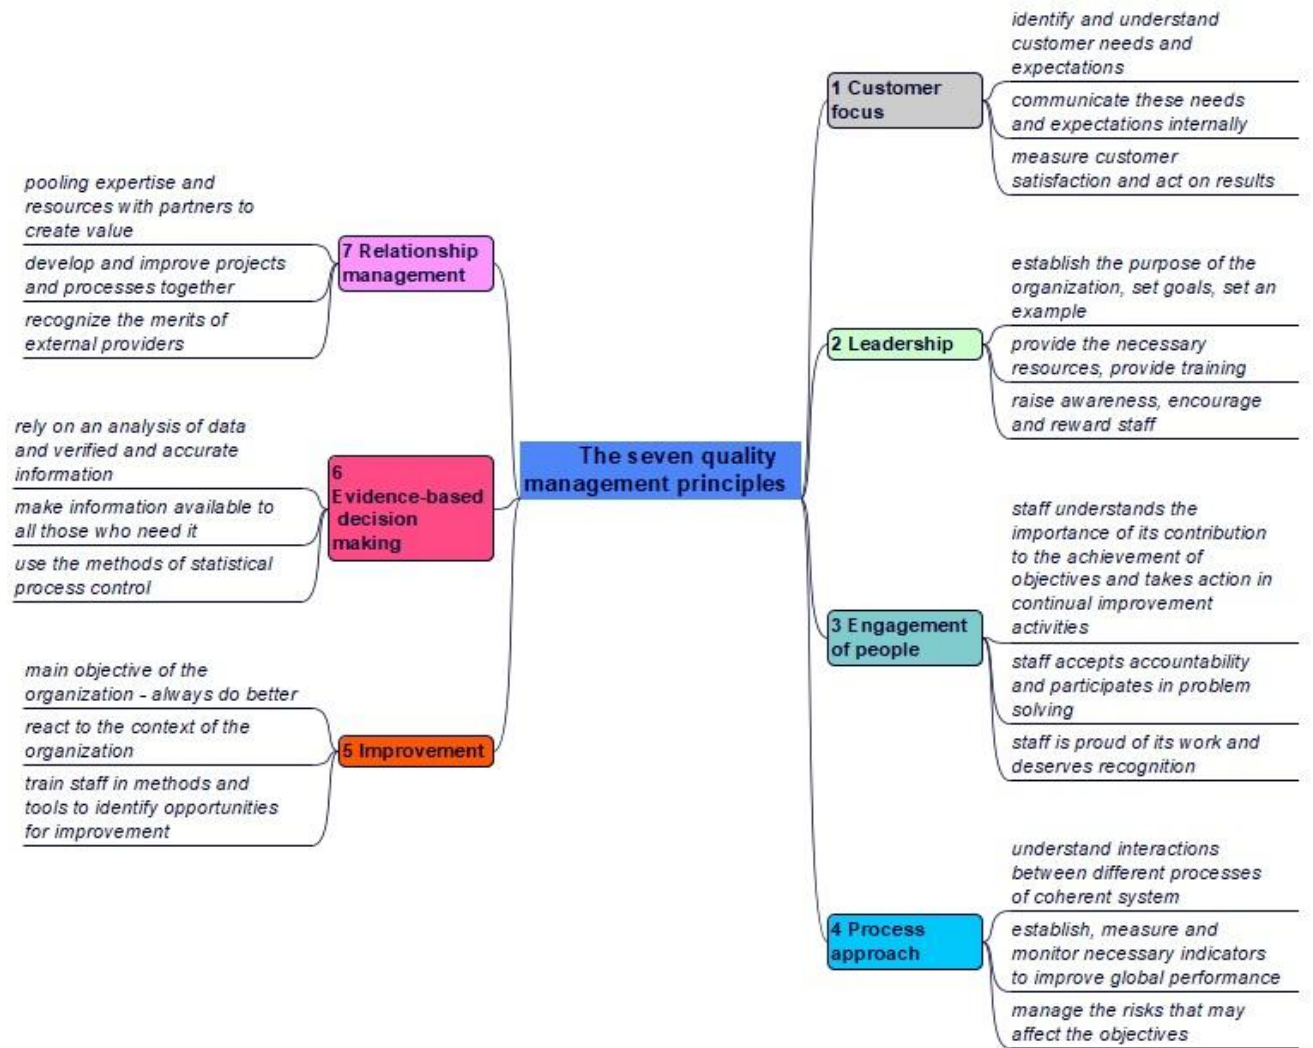 The seven quality
management principles
1 Customer
focus
identify and understand
customer needs and
expectations
communicate these needs
and expectations internally
measure customer
satisfaction and act on results
2 Leadership
establish the purpose of the
organization, set goals, set an
example
provide the necessary
resources, provide training
raise awareness, encourage
and reward staff
3 Engagement
of people
staff understands the
importance of its contribution
to the achievement of
objectives and takes action in
continual improvement
activities
staff accepts accountability
and participates in problem
solving
staff is proud of its work and
deserves recognition
4 Process
approach
understand interactions
between different processes
of coherent system
establish, measure and
monitor necessary indicators
to improve global performance
manage the risks that may
affect the objectives
5 Improvement
main objective of the
organization - always do better
react to the context of the
organization
train staff in methods and
tools to identify opportunities
for improvement
6
Evidence-based
decision
making
rely on an analysis of data
and verified and accurate
information
make information available to
all those who need it
use the methods of statistical
process control
7 Relationship
management
pooling expertise and
resources with partners to
create value
develop and improve projects
and processes together
recognize the merits of
external providers